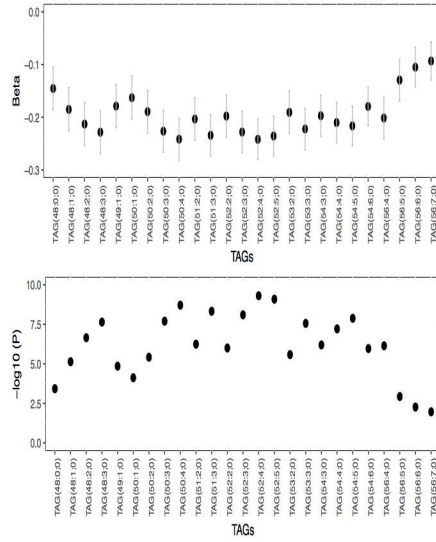 0.0
−0.1
−0.2
−0.3
Beta
TAG(48:0;0)
TAG(48:1;0)
TAG(48:2;0)
TAG(48:3;0)
TAG(49:1;0)
TAG(50:1;0)
TAG(50:2;0)
TAG(50:3;0)
TAG(50:4;0)
TAG(51:2;0)
TAG(51:3;0)
TAG(52:2;0)
TAG(52:3;0)
TAG(52:4;0)
TAG(52:5;0)
TAG(53:2;0)
TAG(53:3;0)
TAG(54:3;0)
TAG(54:4;0)
TAG(54:5;0)
TAG(54:6;0)
TAG(56:4;0)
TAG(56:5;0)
TAG(56:6;0)
TAG(56:7;0)
TAGs
10.0
7.5
5.0
2.5
0.0
−log10 (P)
TAG(48:0;0)
TAG(48:1;0)
TAG(48:2;0)
TAG(48:3;0)
TAG(49:1;0)
TAG(50:1;0)
TAG(50:2;0)
TAG(50:3;0)
TAG(50:4;0)
TAG(51:2;0)
TAG(51:3;0)
TAG(52:2;0)
TAG(52:3;0)
TAG(52:4;0)
TAG(52:5;0)
TAG(53:2;0)
TAG(53:3;0)
TAG(54:3;0)
TAG(54:4;0)
TAG(54:5;0)
TAG(54:6;0)
TAG(56:4;0)
TAG(56:5;0)
TAG(56:6;0)
TAG(56:7;0)
TAGs